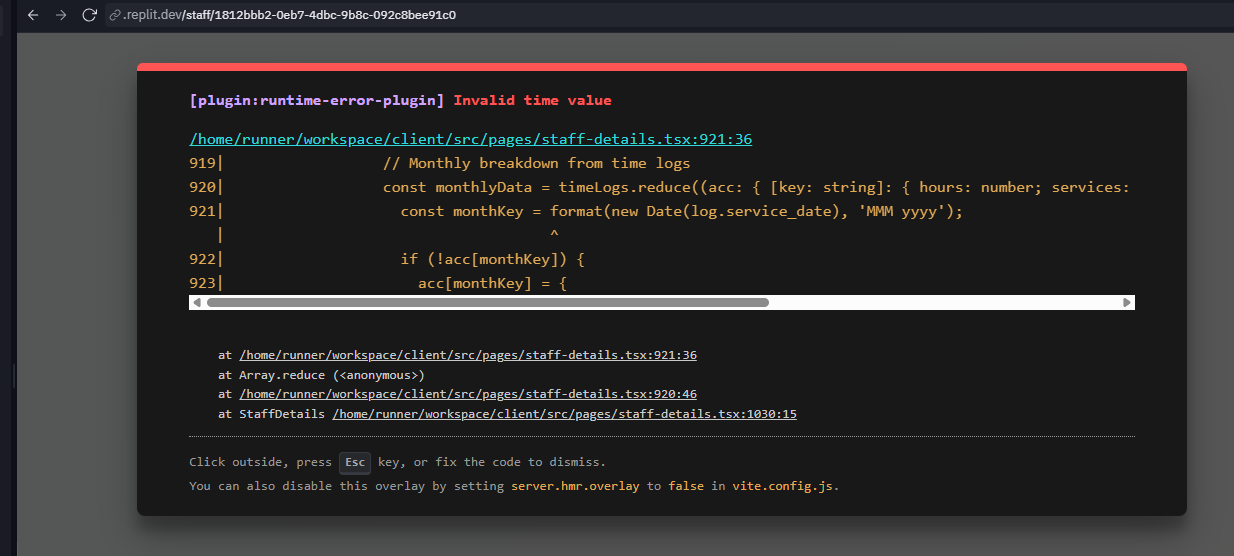 .replit.dev/staff/1812bbb2-0eb7-4dbc-9b8c-092c8bee91c0
[plugin:runtime-error-plugin] Invalid time value
/home/runner/workspace/client/src/pages/staff-details.tsx:921:36
919|                  // Monthly breakdown from time logs
920|                  const monthlyData = timeLogs.reduce((acc: { [key: string]: { hours: number; services:
921|                    const monthKey = format(new Date(log.service_date), 'MMM yyyy');
   |                                     ^
922|                    if (!acc[monthKey]) {
923|                      acc[monthKey] = {
at /home/runner/workspace/client/src/pages/staff-details.tsx:921:36
at Array.reduce (<anonymous>)
at /home/runner/workspace/client/src/pages/staff-details.tsx:920:46
at StaffDetails /home/runner/workspace/client/src/pages/staff-details.tsx:1030:15
Click outside, press Esc key, or fix the code to dismiss.
You can also disable this overlay by setting server.hmr.overlay to false in vite.config.js.